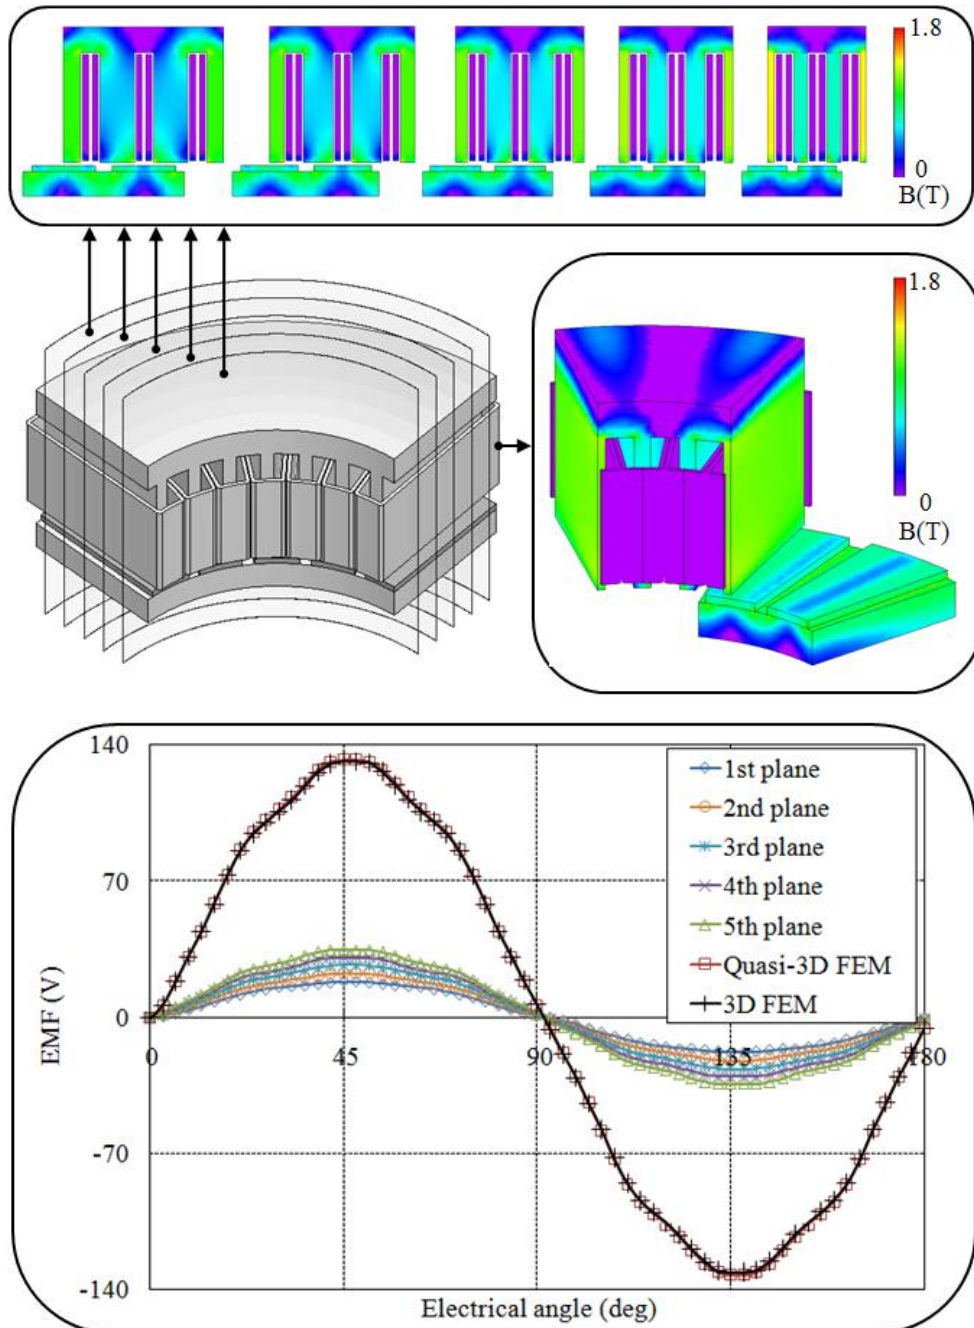 1.8
0
B(T)
1.8
0
B(T)
140
70
0
-70
-140
EMF (V)
1st plane
2nd plane
3rd plane
4th plane
5th plane
Quasi-3D FEM
3D FEM
0
45
90
135
180
Electrical angle (deg)